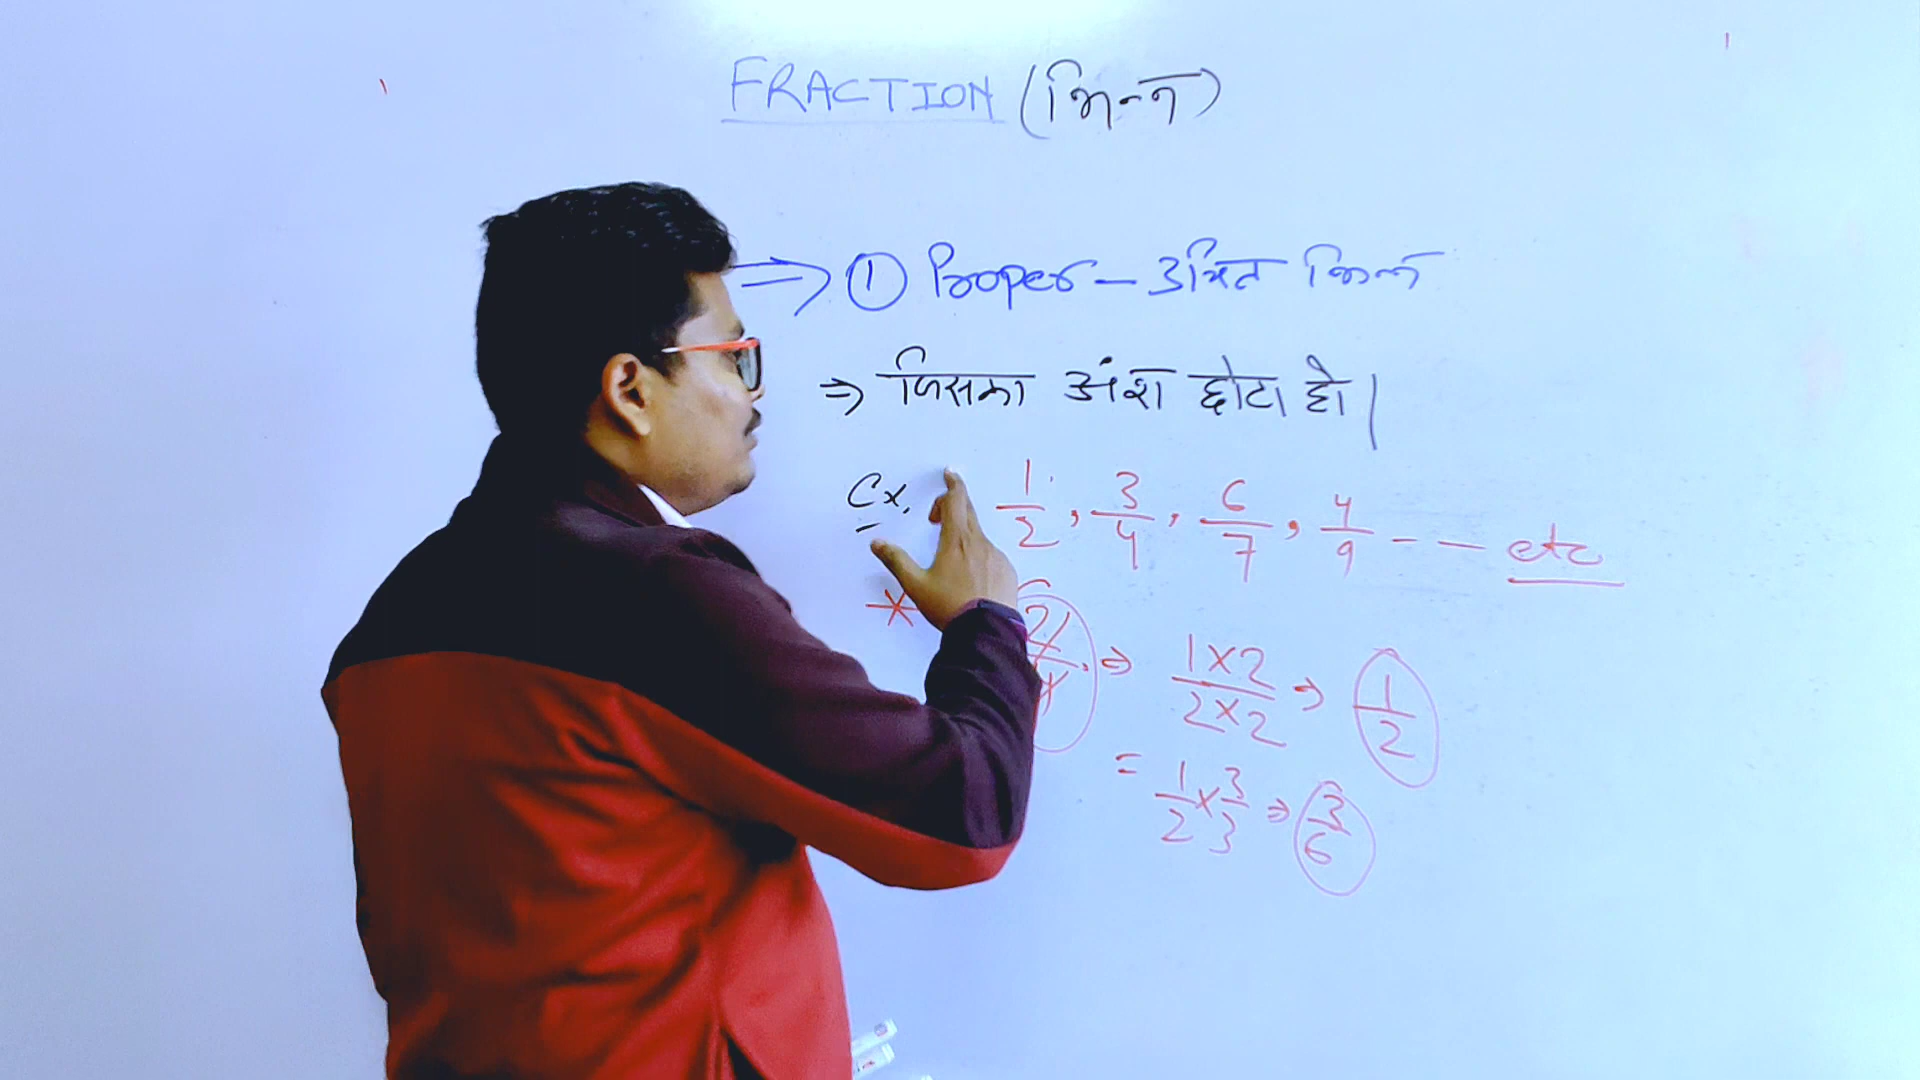 FRACTION (भिन्न)
⇒ ① Proper – उचित भिन्न
⇒ जिसका अंश छोटा हो।
Ex. 1/2, 3/4, 6/7, 4/9 - - - etc
* ⇒ 1×2/2×2 ⇒ 1/2
= 1/2 × 3/3 ⇒ 3/6